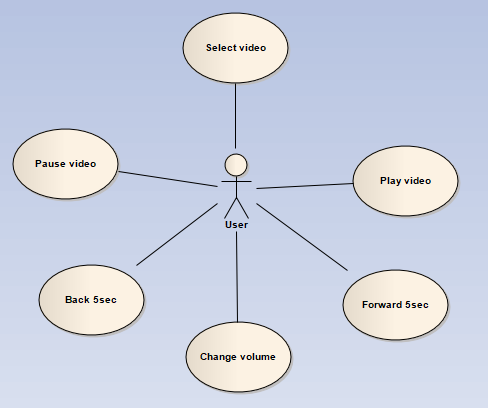 Select video
Pause video
Play video
User
Back 5sec
Forward 5sec
Change volume